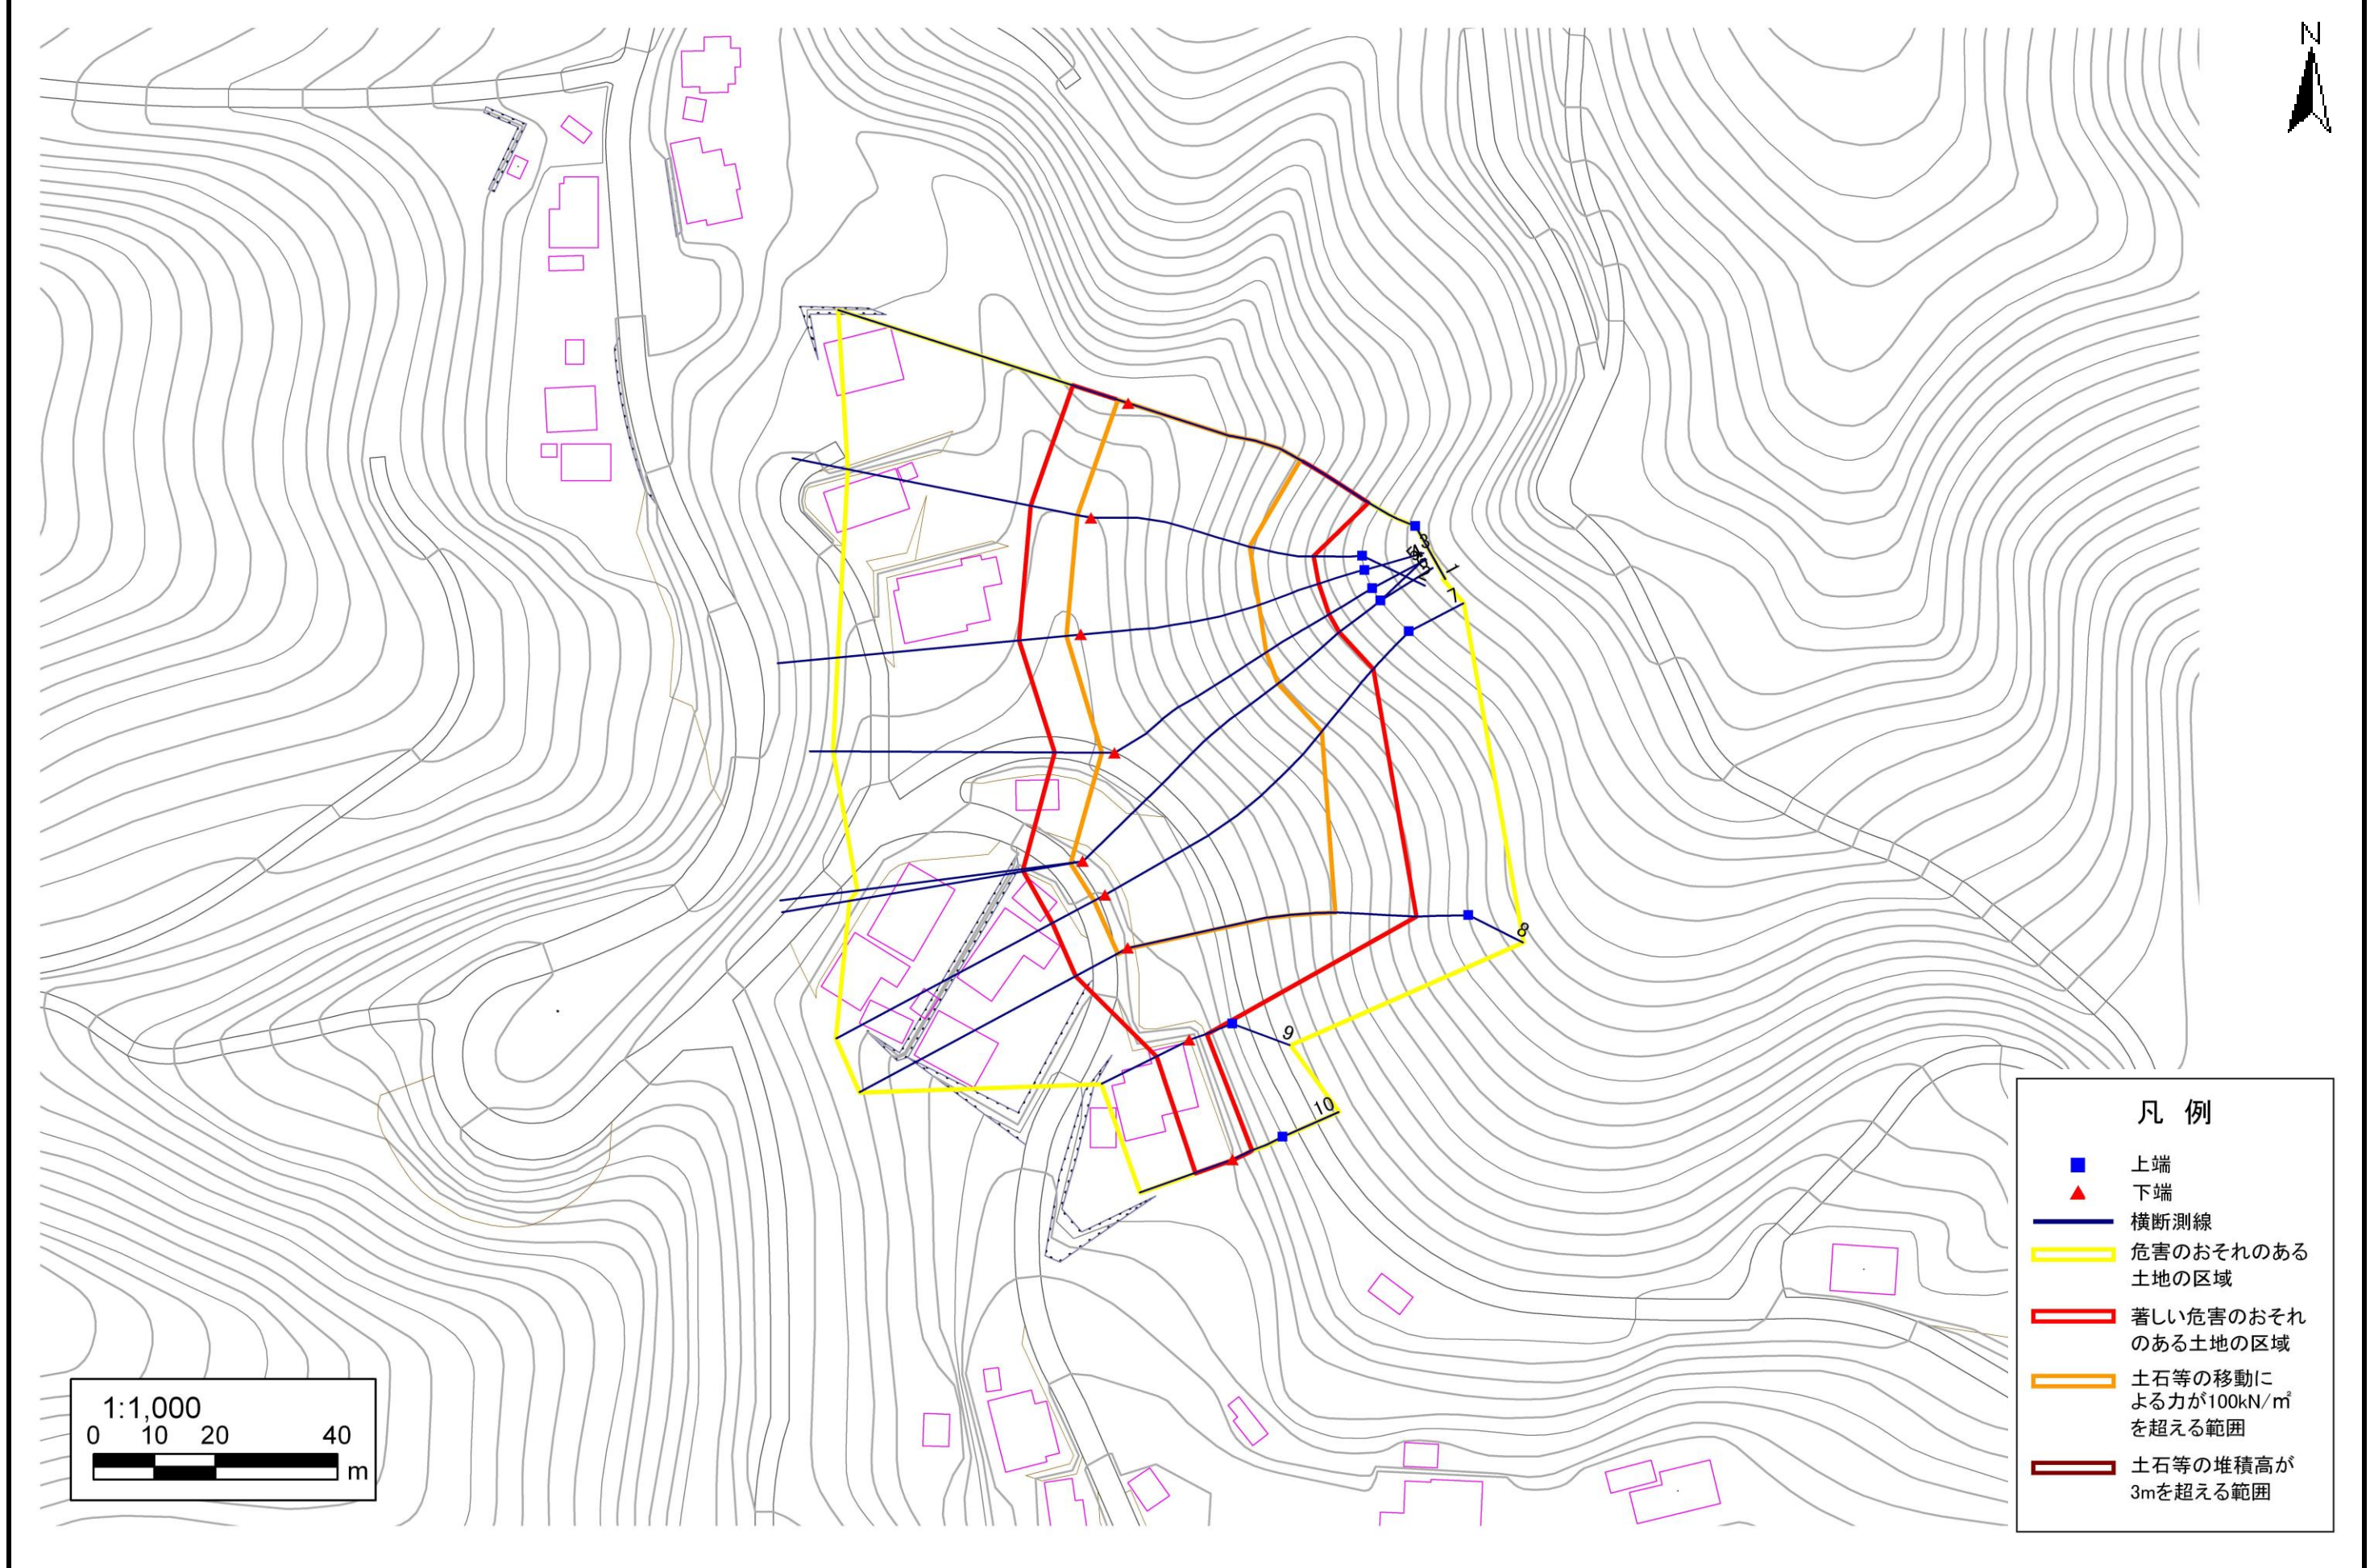 N
1
7
8
9
10
凡 例
上端
下端
横断測線
危害のおそれのある
土地の区域
著しい危害のおそれ
のある土地の区域
土石等の移動に
よる力が100kN/㎡
を超える範囲
土石等の堆積高が
3mを超える範囲
1:1,000
0 10 20 40
m